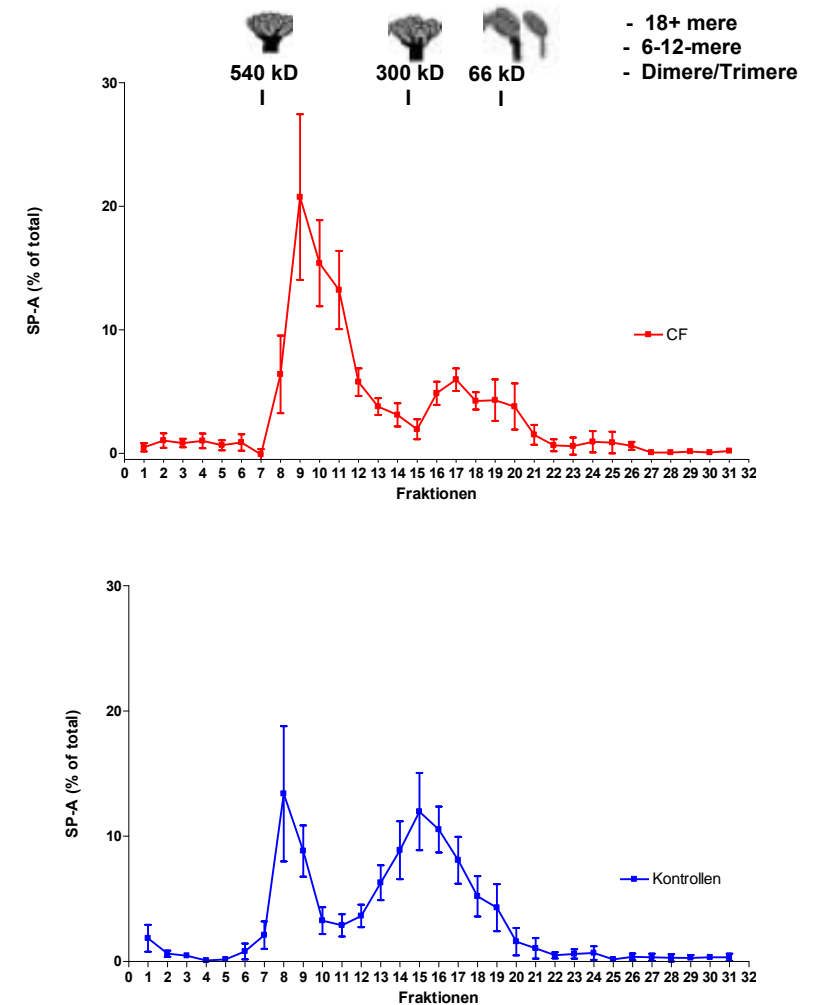 - 18+ mere
- 6-12-mere
- Dimere/Trimere
540 kD 300 kD 66 kD
I I I
30
20
10
0
SP-A (% of total)
CF
0 1 2 3 4 5 6 7 8 9 10 11 12 13 14 15 16 17 18 19 20 21 22 23 24 25 26 27 28 29 30 31 32
Fraktionen
30
20
10
0
SP-A (% of total)
Kontrollen
0 1 2 3 4 5 6 7 8 9 10 11 12 13 14 15 16 17 18 19 20 21 22 23 24 25 26 27 28 29 30 31 32
Fraktionen